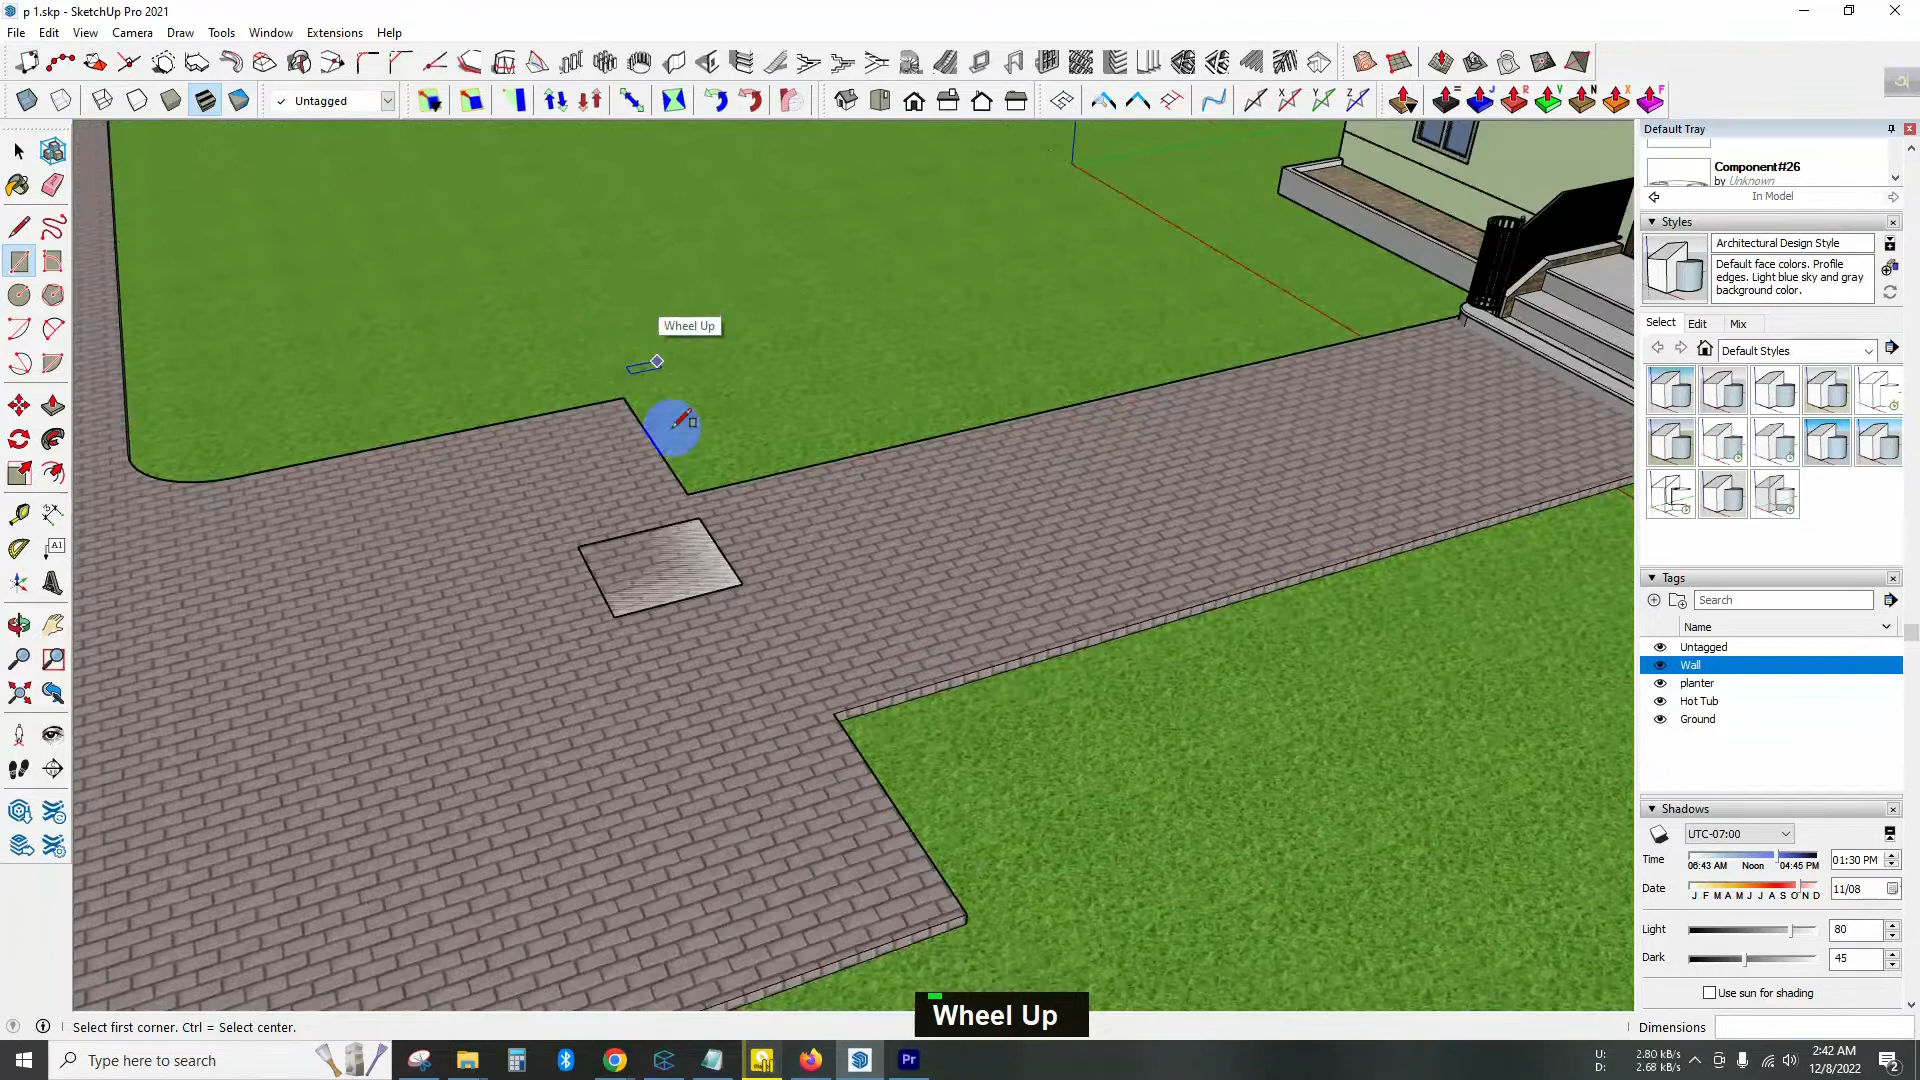 p 1.skp - SketchUp Pro 2021
File Edit View Camera Draw Tools Window Extensions Help
Untagged
X
Y
Z
=
J
R
V
N
X
F
Default Tray
Component#26
by Unknown
In Model
Styles
Architectural Design Style
Default face colors. Profile
edges. Light blue sky and gray
background color.
Select Edit Mix
Default Styles
Wheel Up
A1
Tags
Search
Name
Untagged
Wall
planter
Hot Tub
Ground
Shadows
UTC-07:00
Time 06:43 AM Noon 04:45 PM 01:30 PM
Date J F M A M J J A S O N D 11/08
Light 80
Dark 45
Use sun for shading
Wheel Up
Select first corner. Ctrl = Select center.
Dimensions
Type here to search
Pr
U: 2.80 kB/s
D: 2.68 kB/s
2:42 AM
12/8/2022
2